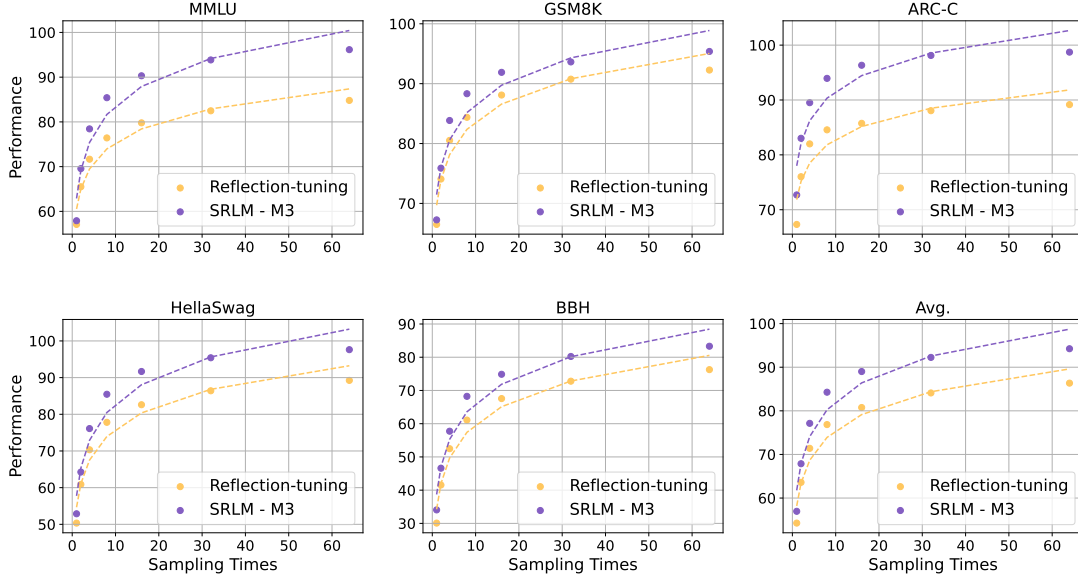 MMLU
Performance
100
90
80
70
60
0 10 20 30 40 50 60
Reflection-tuning
SRLM - M3
GSM8K
100
90
80
70
0 10 20 30 40 50 60
Reflection-tuning
SRLM - M3
ARC-C
100
90
80
70
0 10 20 30 40 50 60
Reflection-tuning
SRLM - M3
HellaSwag
Performance
100
90
80
70
60
50
0 10 20 30 40 50 60
Sampling Times
Reflection-tuning
SRLM - M3
BBH
90
80
70
60
50
40
30
0 10 20 30 40 50 60
Sampling Times
Reflection-tuning
SRLM - M3
Avg.
100
90
80
70
60
0 10 20 30 40 50 60
Sampling Times
Reflection-tuning
SRLM - M3